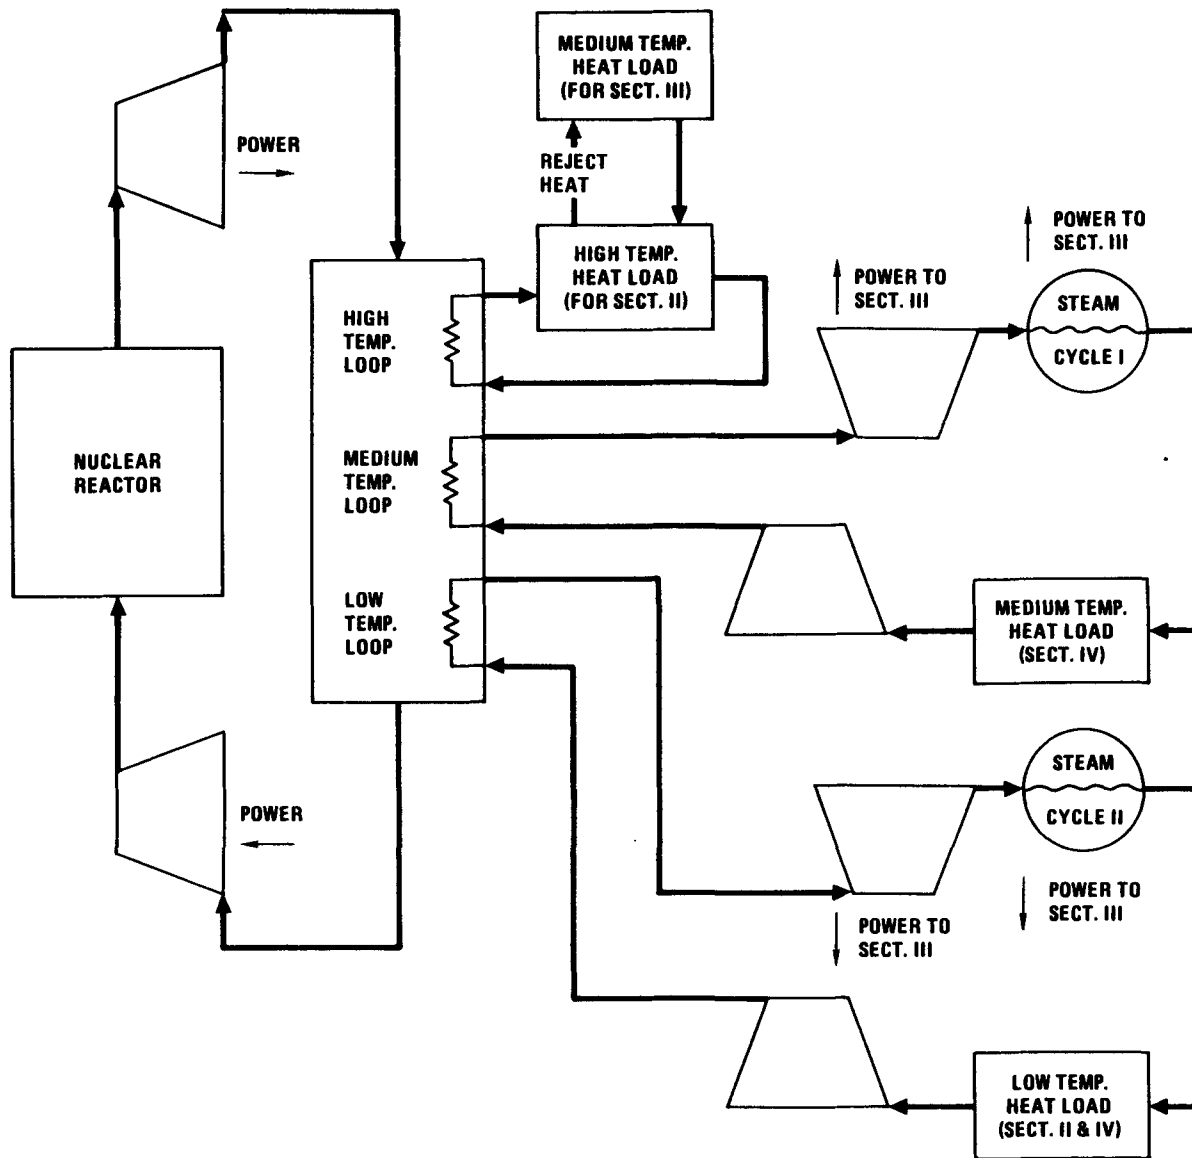 MEDIUM TEMP.
HEAT LOAD
(FOR SECT. III)
POWER
REJECT
HEAT
POWER TO
SECT. III
HIGH TEMP.
HEAT LOAD
(FOR SECT. II)
POWER TO
SECT. III
STEAM
CYCLE I
HIGH
TEMP.
LOOP
NUCLEAR
REACTOR
MEDIUM
TEMP.
LOOP
LOW
TEMP.
LOOP
MEDIUM TEMP.
HEAT LOAD
(SECT. IV)
STEAM
CYCLE II
POWER
POWER TO
SECT. III
POWER TO
SECT. III
LOW TEMP.
HEAT LOAD
(SECT. II & IV)